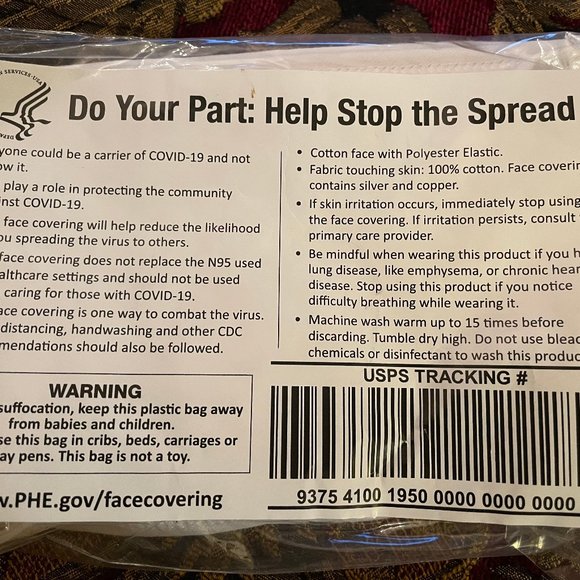 N SERVICES·USA
DEPA
Do Your Part: Help Stop the Spread
yone could be a carrier of COVID-19 and not
ow it.
play a role in protecting the community
inst COVID-19.
face covering will help reduce the likelihood
ou spreading the virus to others.
face covering does not replace the N95 used
ealthcare settings and should not be used
caring for those with COVID-19.
ace covering is one way to combat the virus.
distancing, handwashing and other CDC
mmendations should also be followed.
• Cotton face with Polyester Elastic.
• Fabric touching skin: 100% cotton. Face coverin
contains silver and copper.
• If skin irritation occurs, immediately stop using
the face covering. If irritation persists, consult
primary care provider.
• Be mindful when wearing this product if you h
lung disease, like emphysema, or chronic hear
disease. Stop using this product if you notice
difficulty breathing while wearing it.
• Machine wash warm up to 15 times before
discarding. Tumble dry high. Do not use bleac
chemicals or disinfectant to wash this produc
WARNING
suffocation, keep this plastic bag away
from babies and children.
se this bag in cribs, beds, carriages or
ay pens. This bag is not a toy.
w.PHE.gov/facecovering
USPS TRACKING #
9375 4100 1950 0000 0000 0000